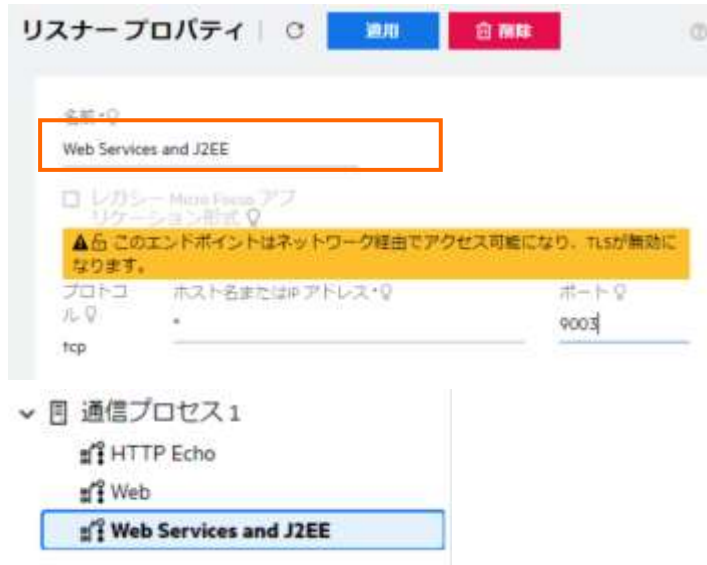 リスナー プロパティ
適用
削除
名前 *
Web Services and J2EE
レガシー Micro Focus アプ
リケーション形式
このエンドポイントはネットワーク経由でアクセス可能になり、TLSが無効に
なります。
プロトコ
ル
ホスト名またはIP アドレス *
ポート
*
9003
tcp
通信プロセス 1
HTTP Echo
Web
Web Services and J2EE